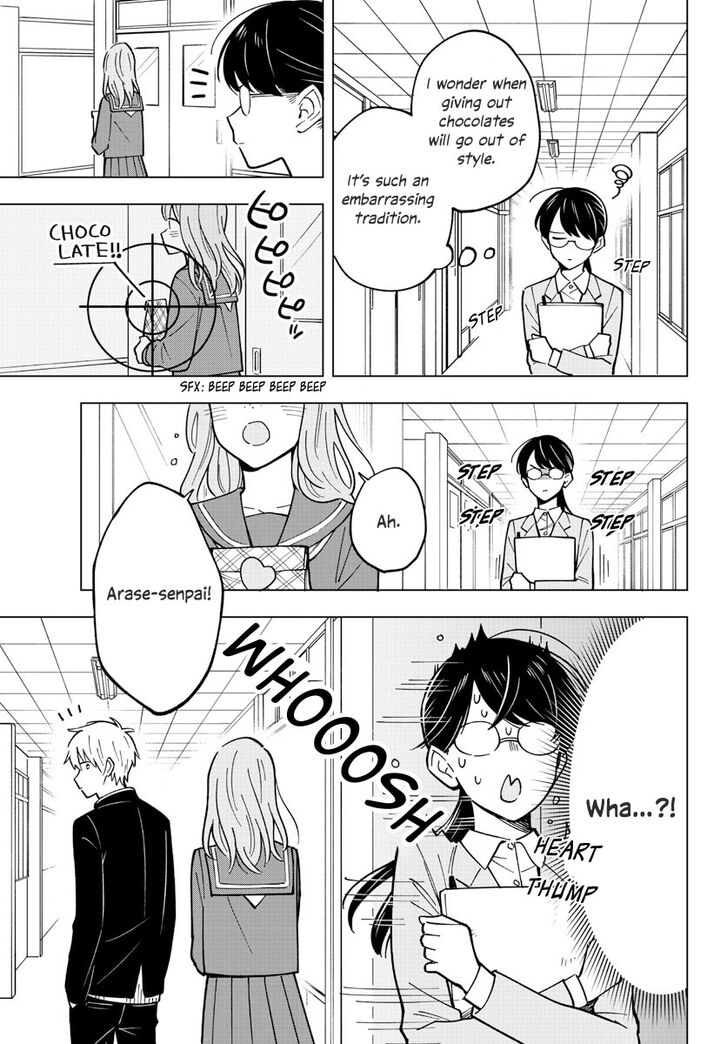 I wonder when
giving out
chocolates
will go out of
style.
It's such an
embarrassing
tradition.
STEP
STEP
CHOCO
LATE!!
ピピピピッ
SFX: BEEP BEEP BEEP BEEP
STEP
STEP
STEP
STEP
Ah.
Arase-senpai!
WHOOOSH
Wha...?!
HEART
THUMP